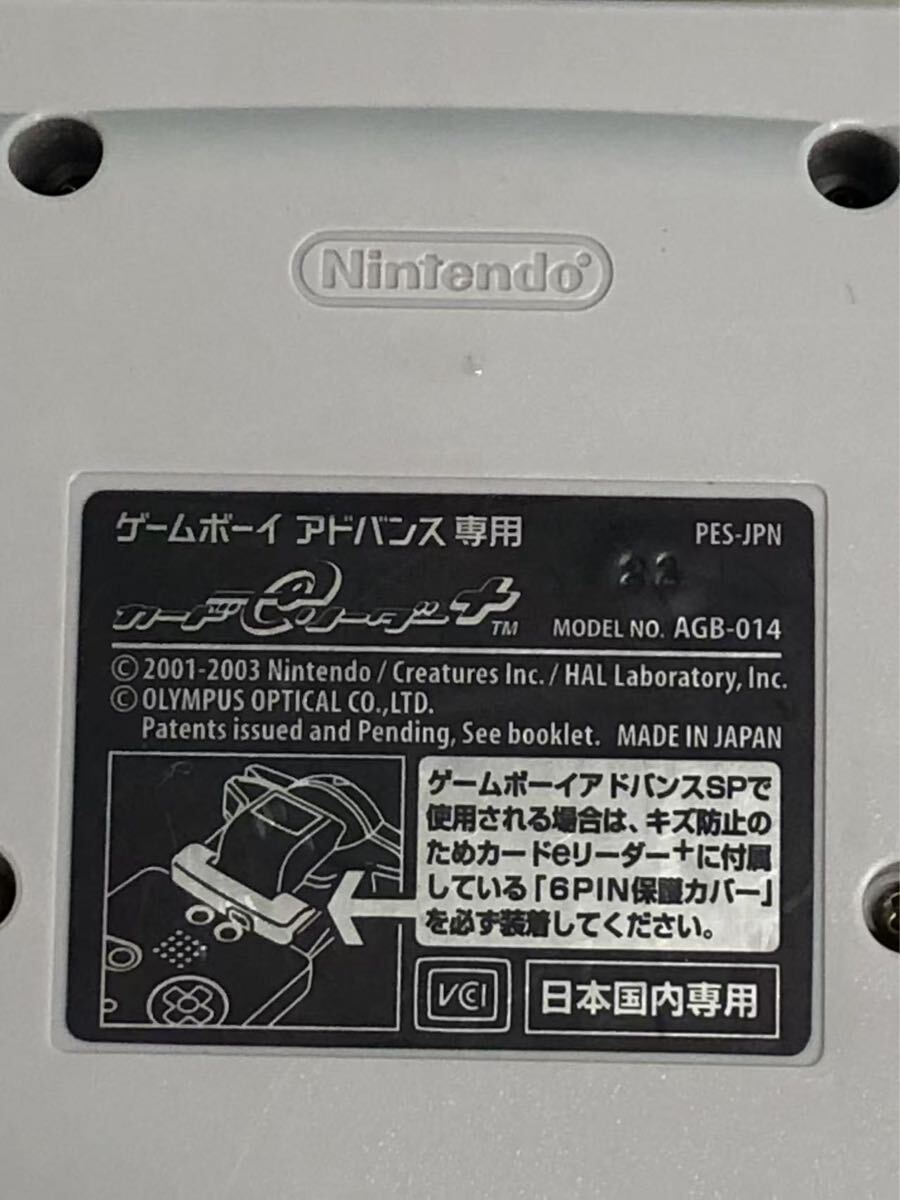 Nintendo
ゲームボーイ アドバンス 専用
PES-JPN
22
カードeリーダー+™
MODEL NO. AGB-014
© 2001-2003 Nintendo / Creatures Inc. / HAL Laboratory, Inc.
© OLYMPUS OPTICAL CO.,LTD.
Patents issued and Pending, See booklet. MADE IN JAPAN
ゲームボーイアドバンスSPで
使用される場合は、キズ防止の
ためカードeリーダー+に付属
している「6PIN保護カバー」
を必ず装着してください。
VCI
日本国内専用